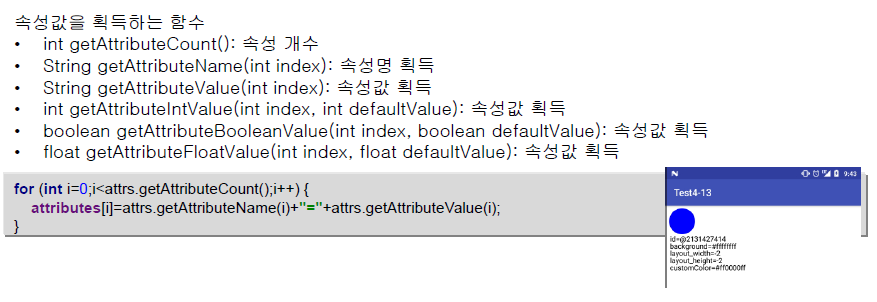 속성값을 획득하는 함수
• int getAttributeCount(): 속성 개수
• String getAttributeName(int index): 속성명 획득
• String getAttributeValue(int index): 속성값 획득
• int getAttributeIntValue(int index, int defaultValue): 속성값 획득
• boolean getAttributeBooleanValue(int index, boolean defaultValue): 속성값 획득
• float getAttributeFloatValue(int index, float defaultValue): 속성값 획득
for (int i=0;i<attrs.getAttributeCount();i++) {
attributes[i]=attrs.getAttributeName(i)+"="+attrs.getAttributeValue(i);
}
9:43
Test4-13
id=@2131427414
background=#ffffffff
layout_width=-2
layout_height=-2
customColor=#ff0000ff